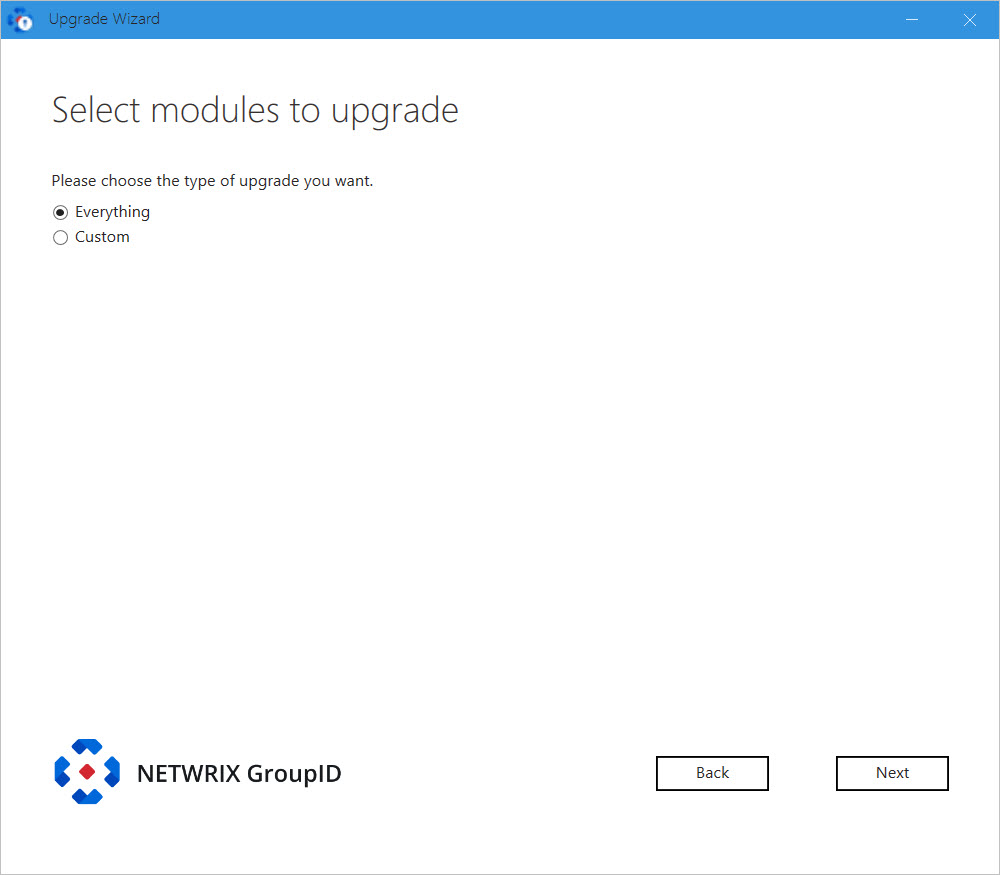 Upgrade Wizard
Select modules to upgrade
Please choose the type of upgrade you want.
Everything
Custom
NETWRIX GroupID
Back
Next